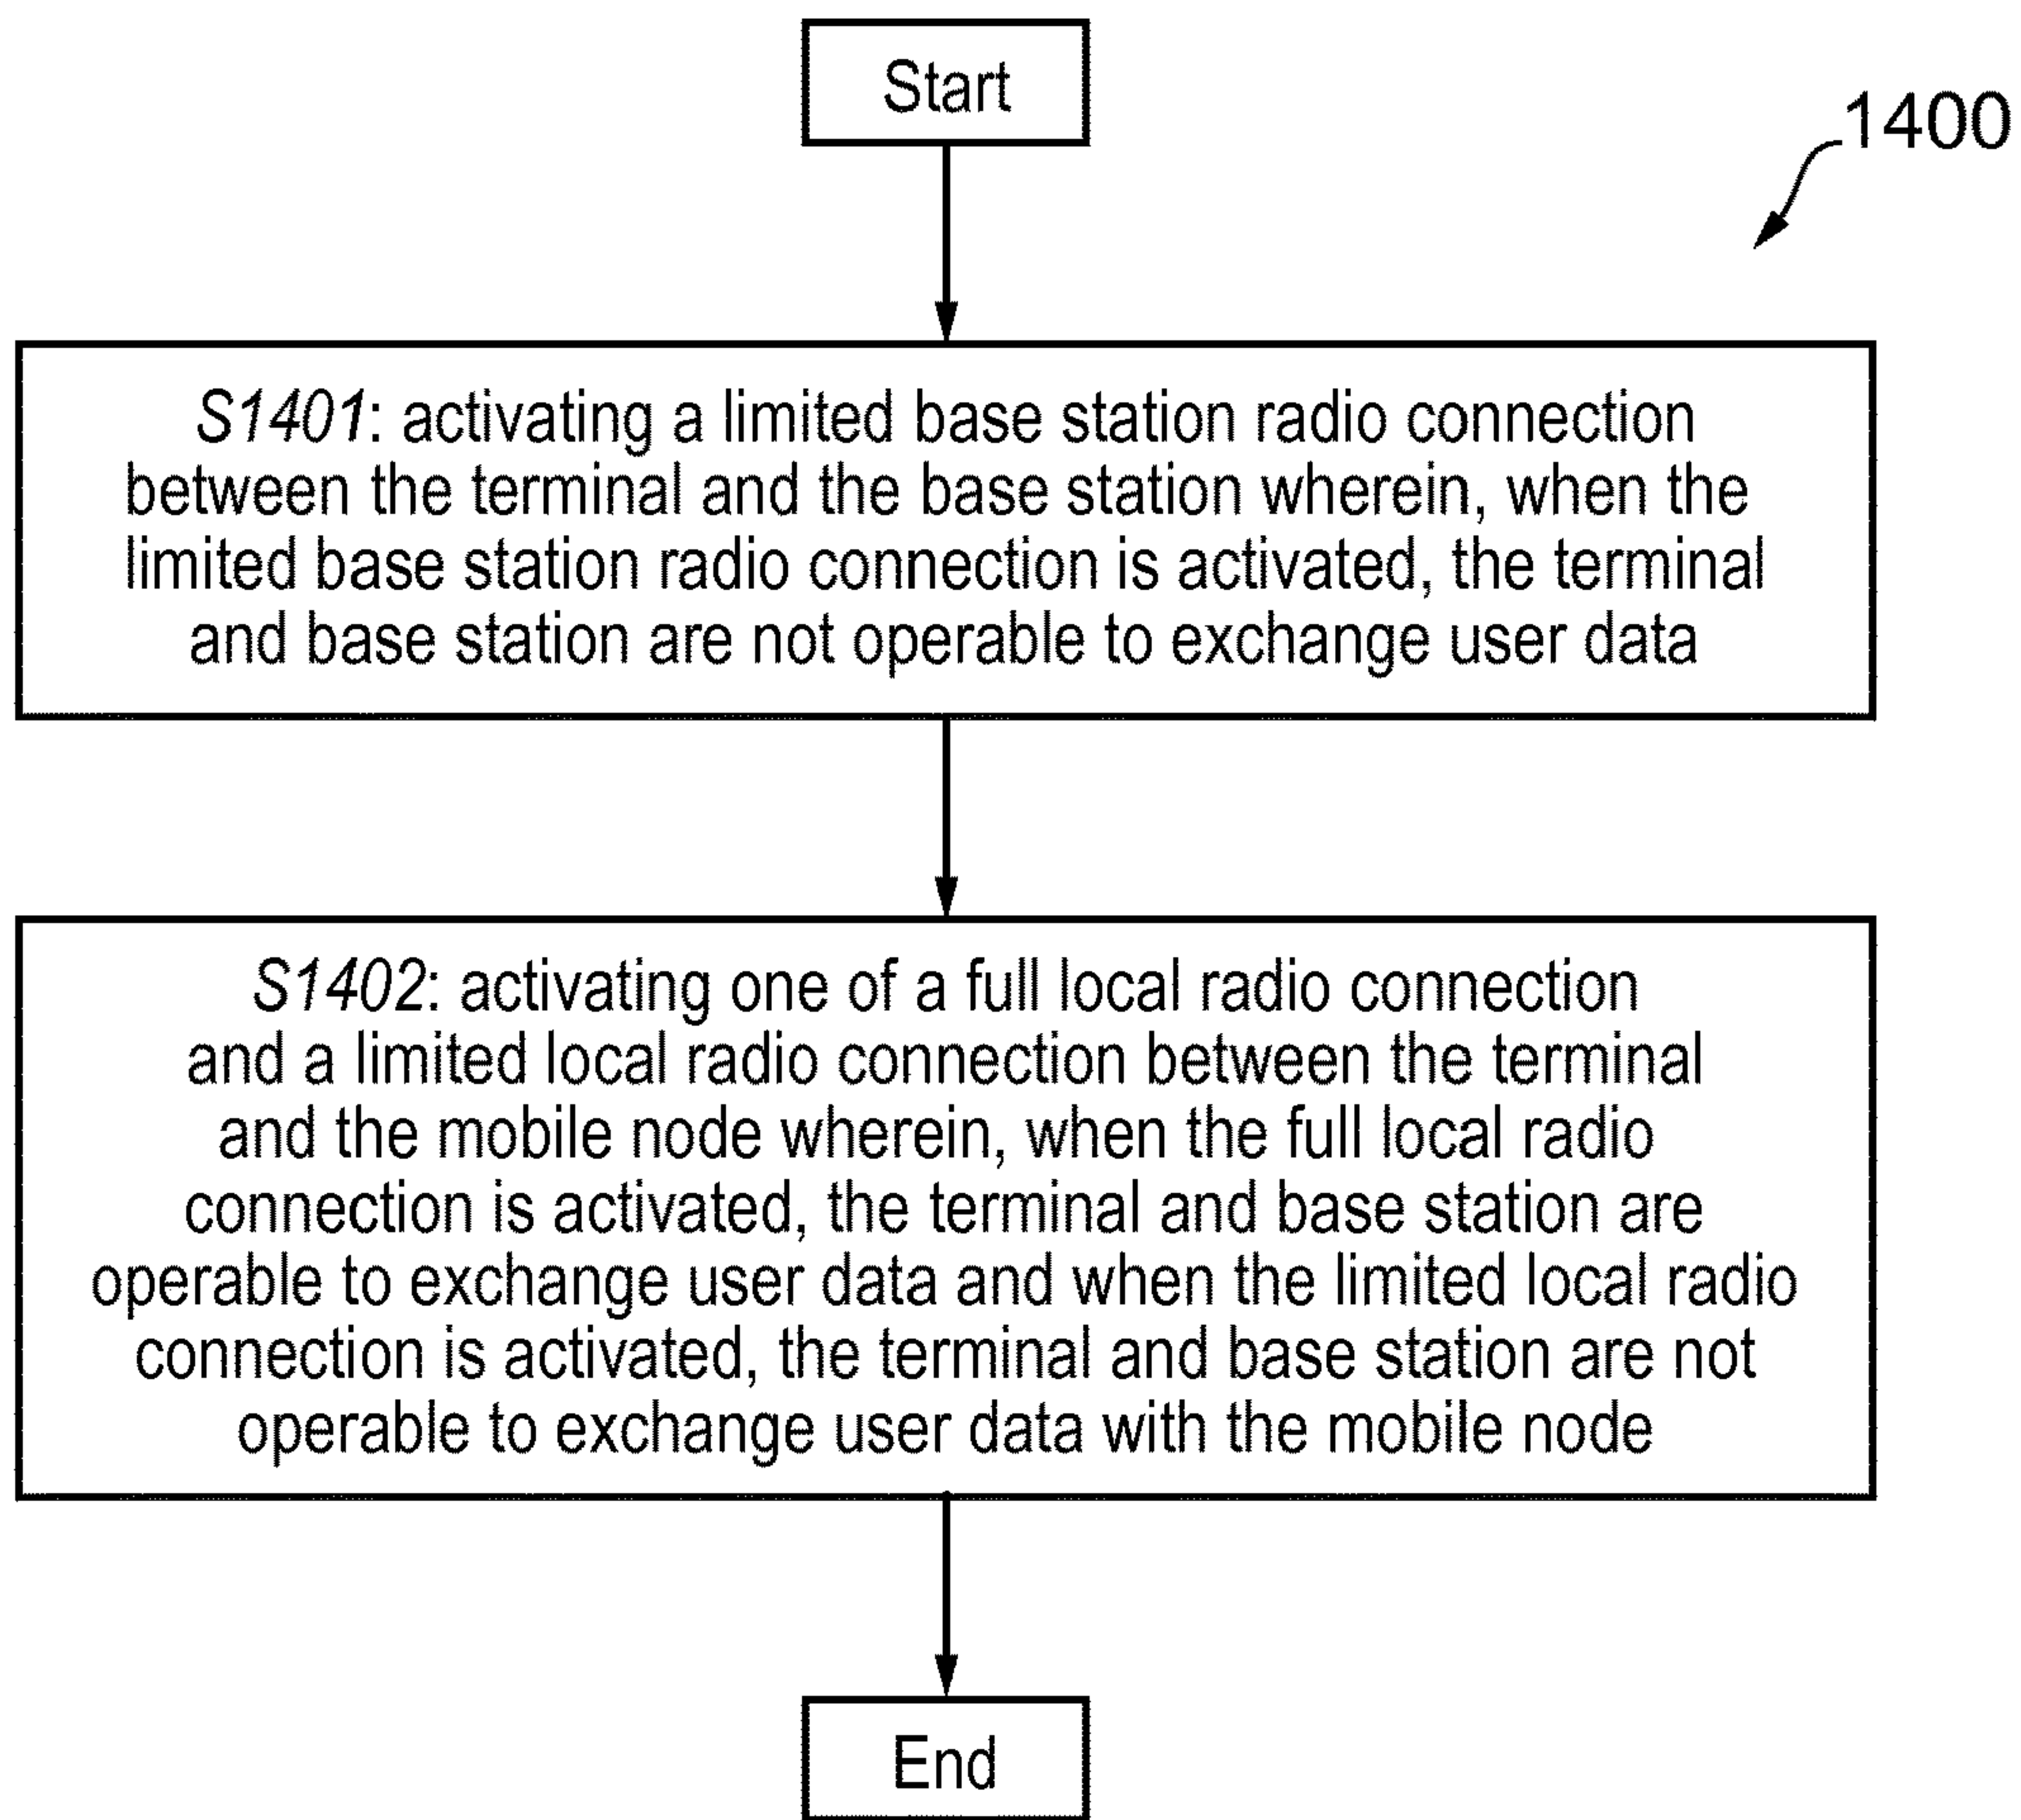 Start
1400
S1401: activating a limited base station radio connection
between the terminal and the base station wherein, when the
limited base station radio connection is activated, the terminal
and base station are not operable to exchange user data
S1402: activating one of a full local radio connection
and a limited local radio connection between the terminal
and the mobile node wherein, when the full local radio
connection is activated, the terminal and base station are
operable to exchange user data and when the limited local radio
connection is activated, the terminal and base station are not
operable to exchange user data with the mobile node
End